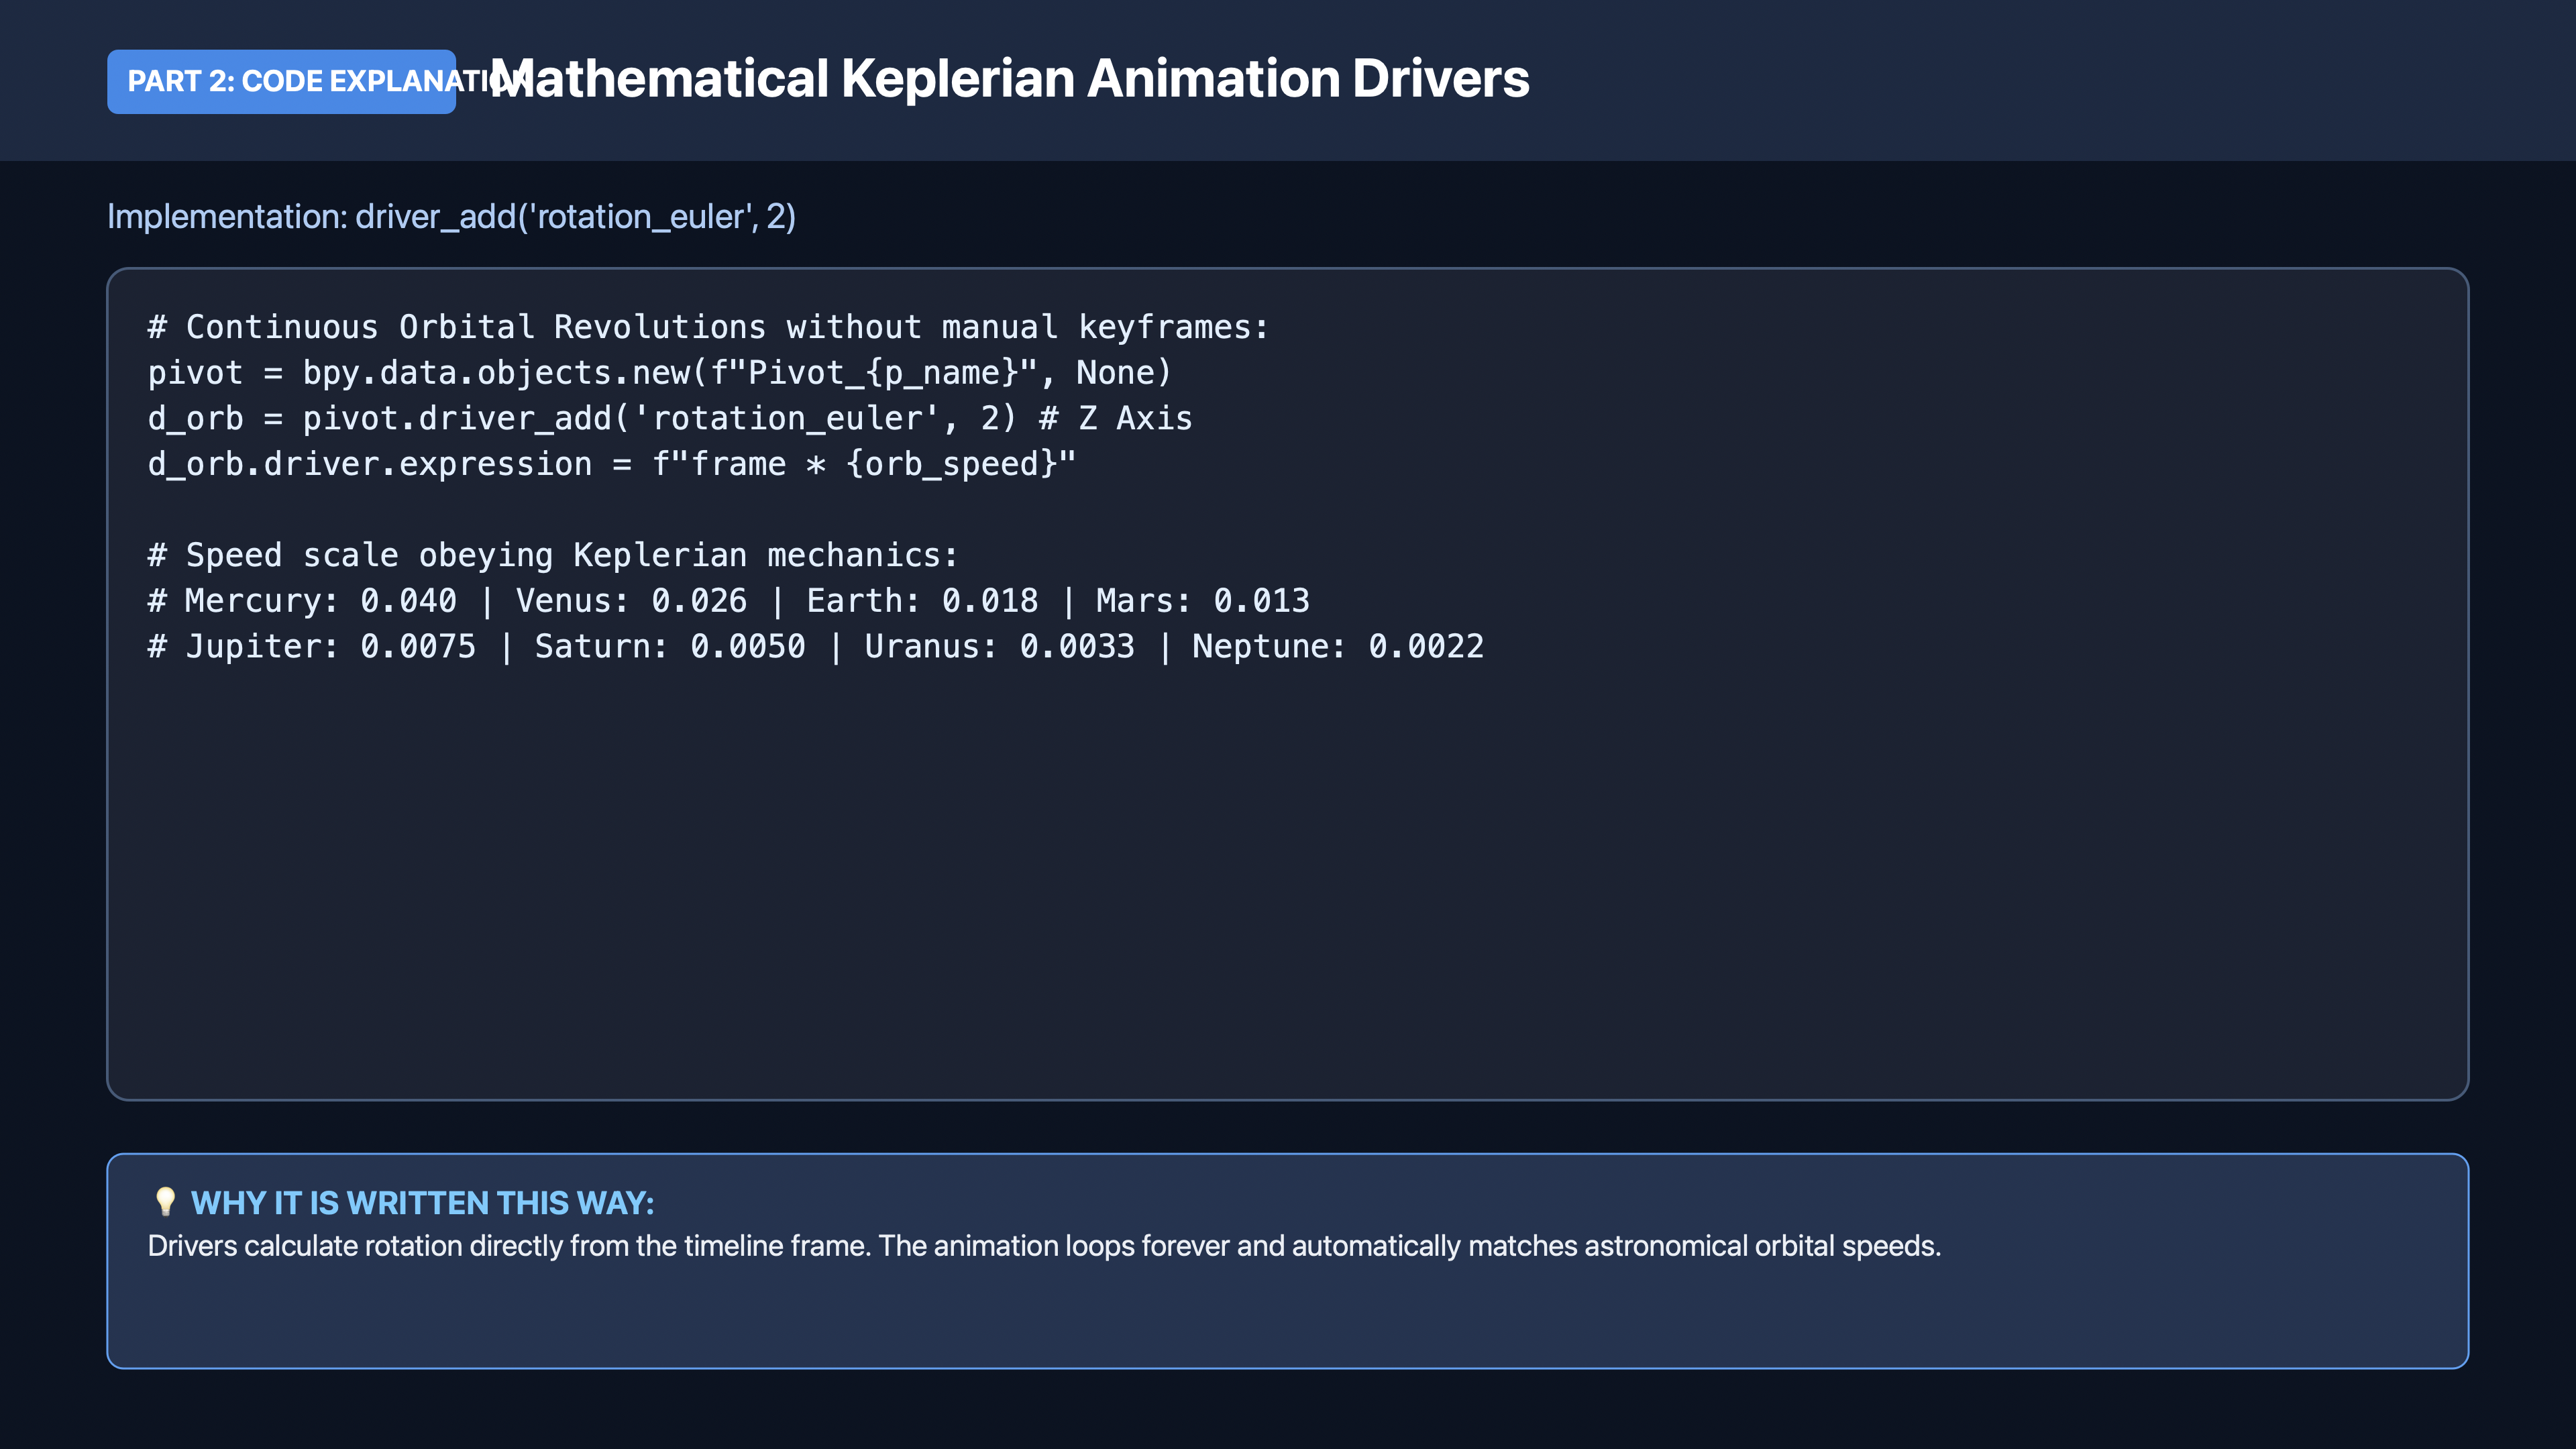 PART 2: CODE EXPLANATION
Mathematical Keplerian Animation Drivers
Implementation: driver_add('rotation_euler', 2)
# Continuous Orbital Revolutions without manual keyframes:
pivot = bpy.data.objects.new(f"Pivot_{p_name}", None)
d_orb = pivot.driver_add('rotation_euler', 2) # Z Axis
d_orb.driver.expression = f"frame * {orb_speed}"
# Speed scale obeying Keplerian mechanics:
# Mercury: 0.040 | Venus: 0.026 | Earth: 0.018 | Mars: 0.013
# Jupiter: 0.0075 | Saturn: 0.0050 | Uranus: 0.0033 | Neptune: 0.0022
💡 WHY IT IS WRITTEN THIS WAY:
Drivers calculate rotation directly from the timeline frame. The animation loops forever and automatically matches astronomical orbital speeds.